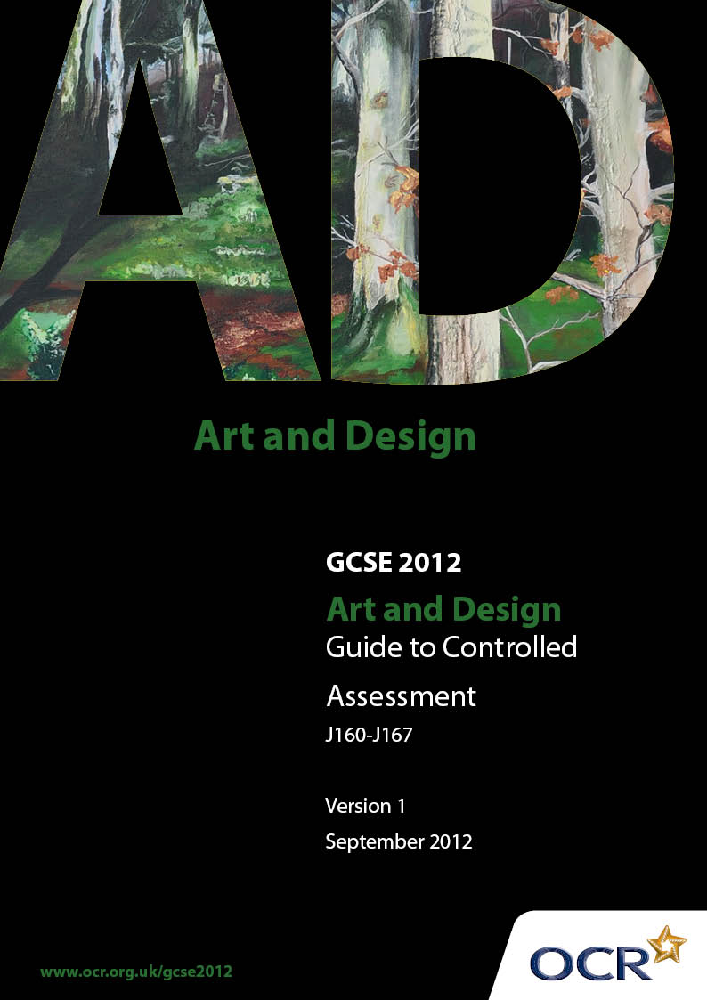 AD
Art and Design
GCSE 2012
Art and Design
Guide to Controlled
Assessment
J160-J167
Version 1
September 2012
www.ocr.org.uk/gcse2012
OCR